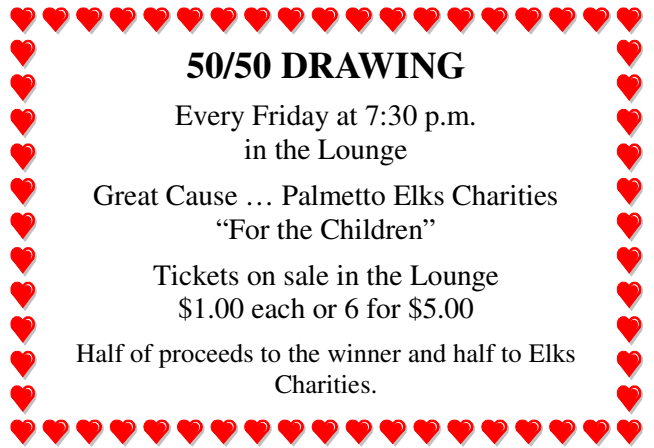 50/50 DRAWING
Every Friday at 7:30 p.m.
in the Lounge
Great Cause … Palmetto Elks Charities
“For the Children”
Tickets on sale in the Lounge
$1.00 each or 6 for $5.00
Half of proceeds to the winner and half to Elks
Charities.